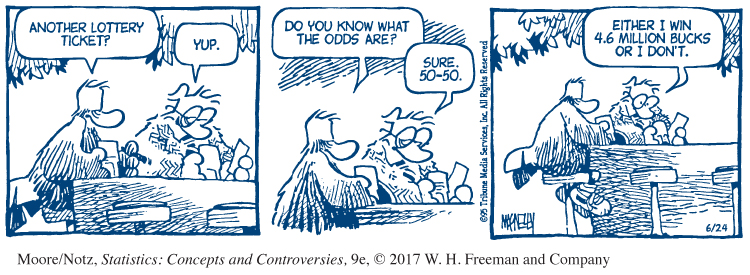 ANOTHER LOTTERY
TICKET?
YUP.
DO YOU KNOW WHAT
THE ODDS ARE?
SURE.
50-50.
©95 Tribune Media Services, Inc. All Rights Reserved
EITHER I WIN
4.6 MILLION BUCKS
OR I DON'T.
6/24
Moore/Notz, Statistics: Concepts and Controversies, 9e, © 2017 W. H. Freeman and Company